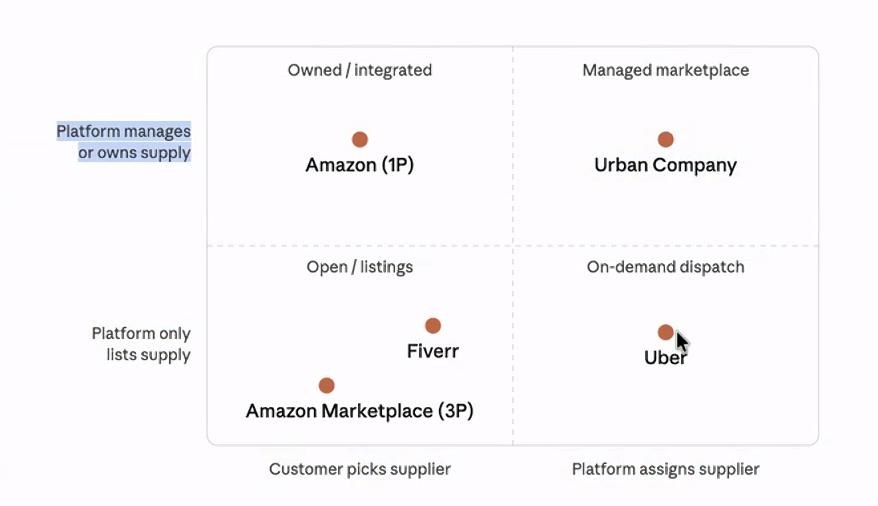 Owned / integrated
Managed marketplace
Platform manages
or owns supply
Amazon (1P)
Urban Company
Open / listings
On-demand dispatch
Platform only
lists supply
Fiverr
Uber
Amazon Marketplace (3P)
Customer picks supplier
Platform assigns supplier